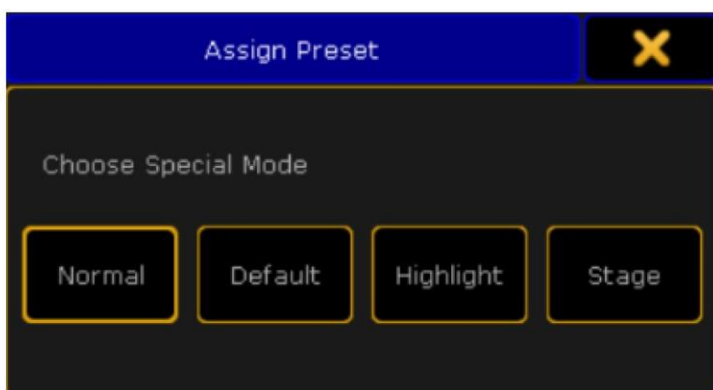 Assign Preset
Choose Special Mode
Normal Default Highlight Stage